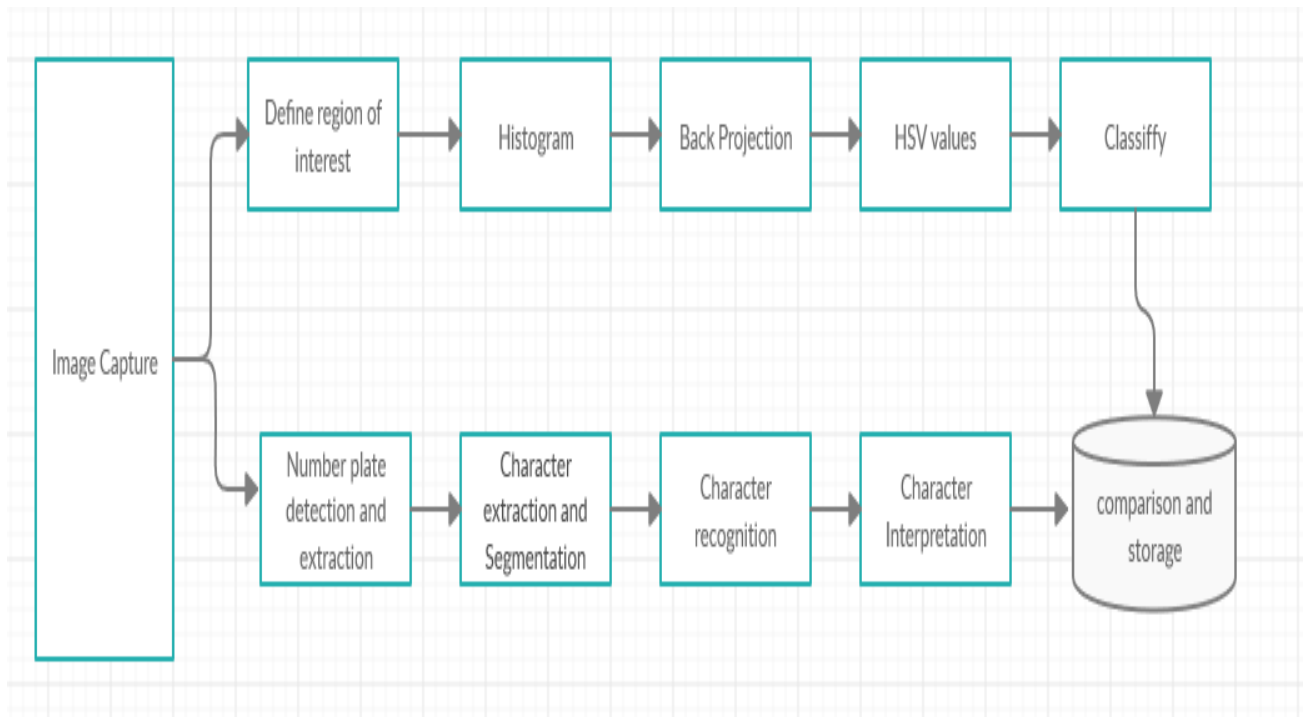 Define region of
interest
Histogram
Back Projection
HSV values
Classiffy
Image Capture
Number plate
detection and
extraction
Character
extraction and
Segmentation
Character
recognition
Character
Interpretation
comparison and
storage